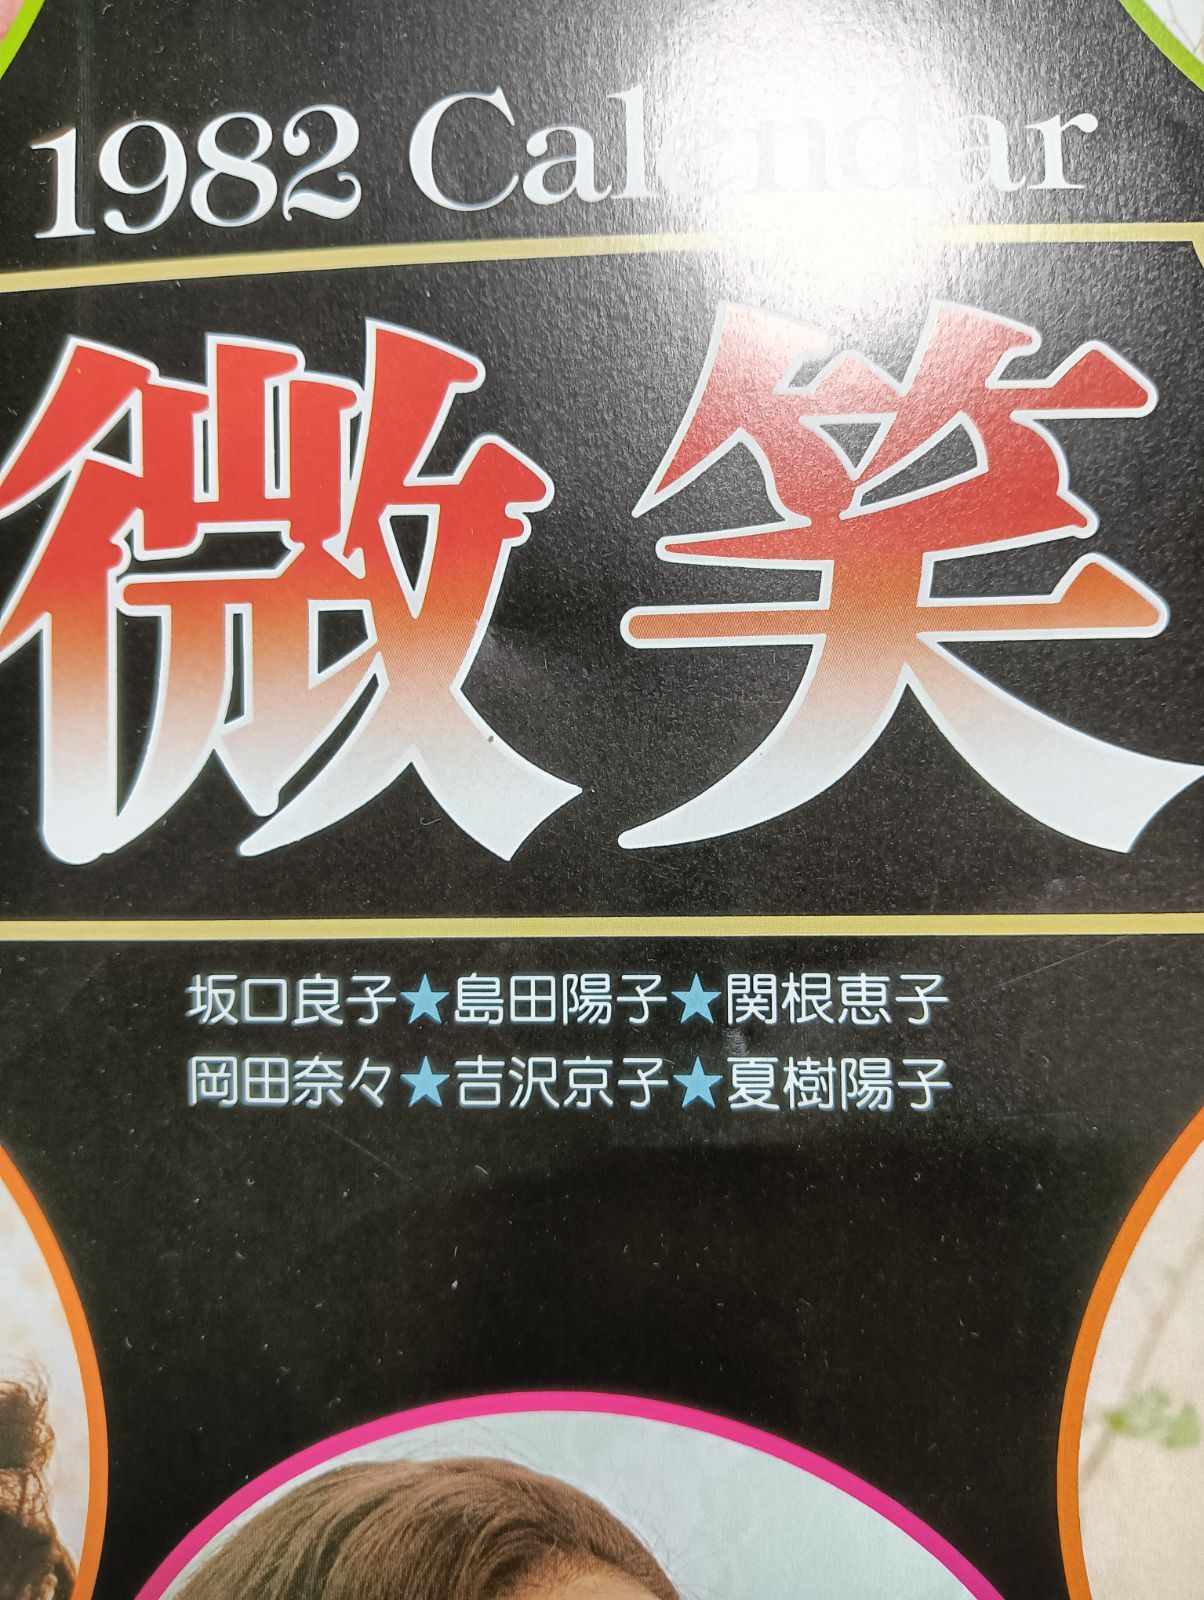 1982 Calendar
微笑
坂口良子★島田陽子★関根恵子
岡田奈々★吉沢京子★夏樹陽子